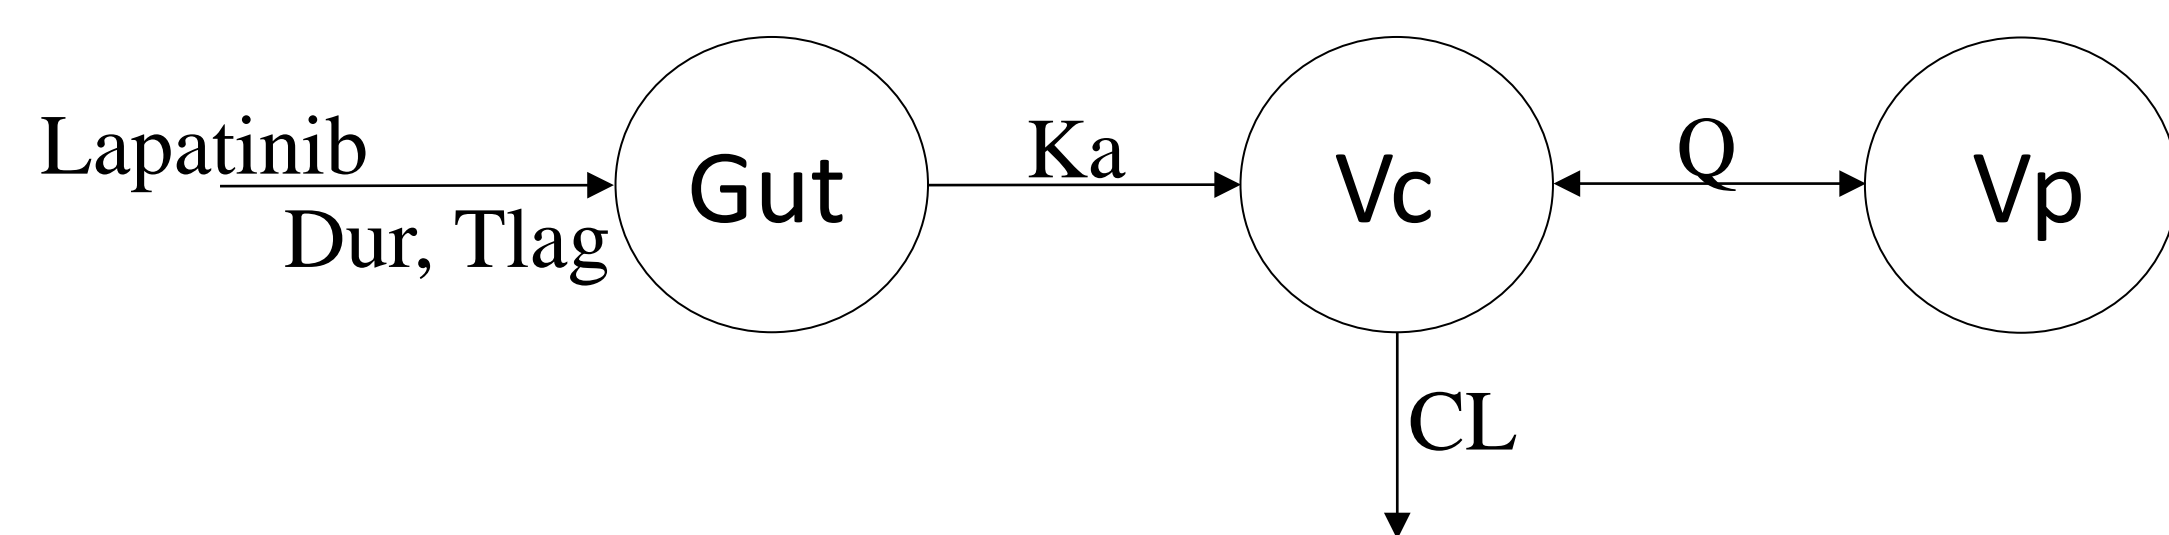 Lapatinib
Dur, Tlag
Gut
Ka
Vc
Q
Vp
CL